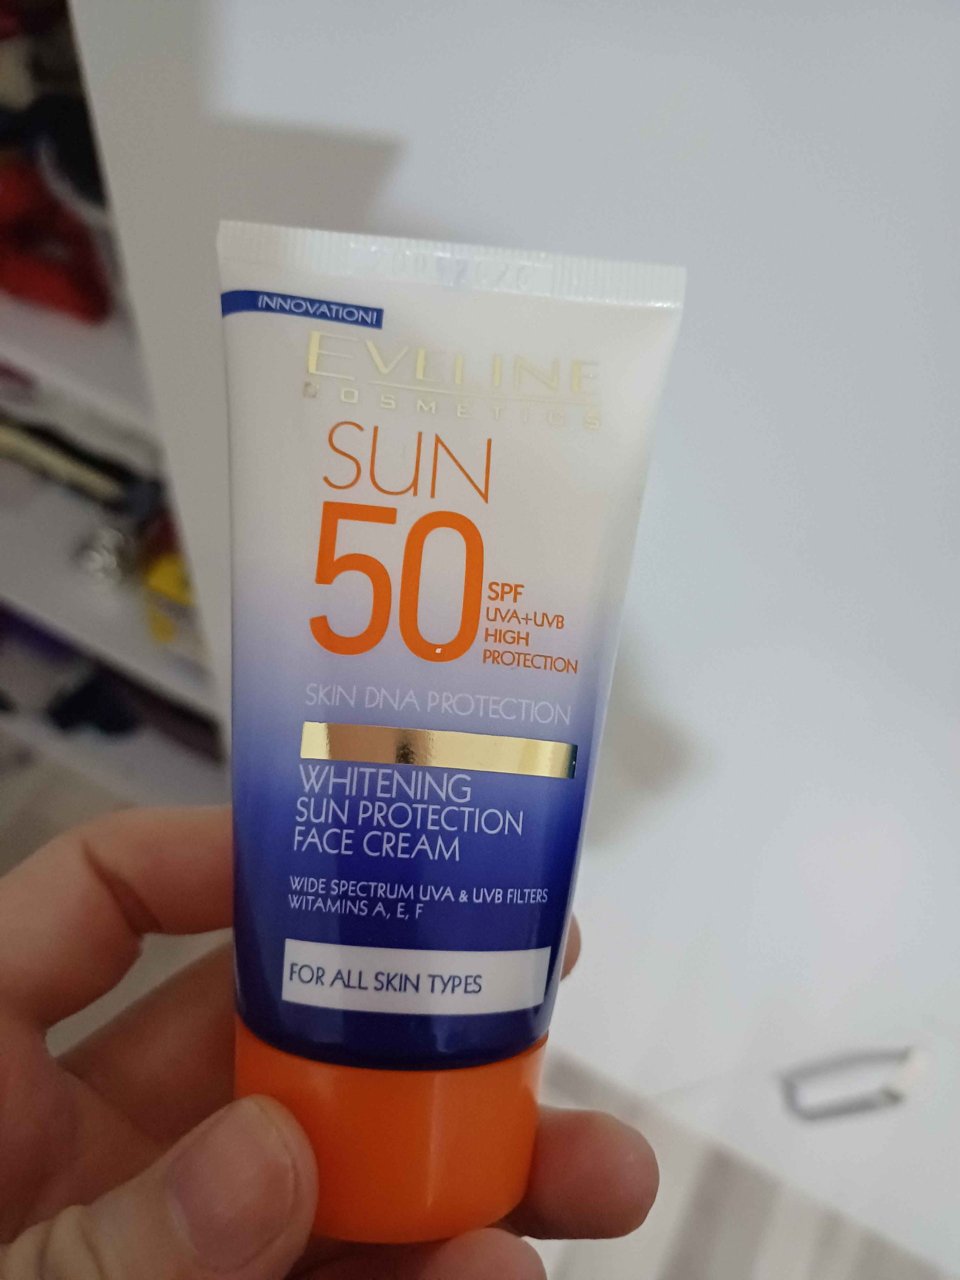 INNOVATION!
EVELINE
COSMETICS
SUN
50
SPF
UVA+UVB
HIGH
PROTECTION
SKIN DNA PROTECTION
WHITENING
SUN PROTECTION
FACE CREAM
WIDE SPECTRUM UVA & UVB FILTERS
WITAMINS A, E, F
FOR ALL SKIN TYPES